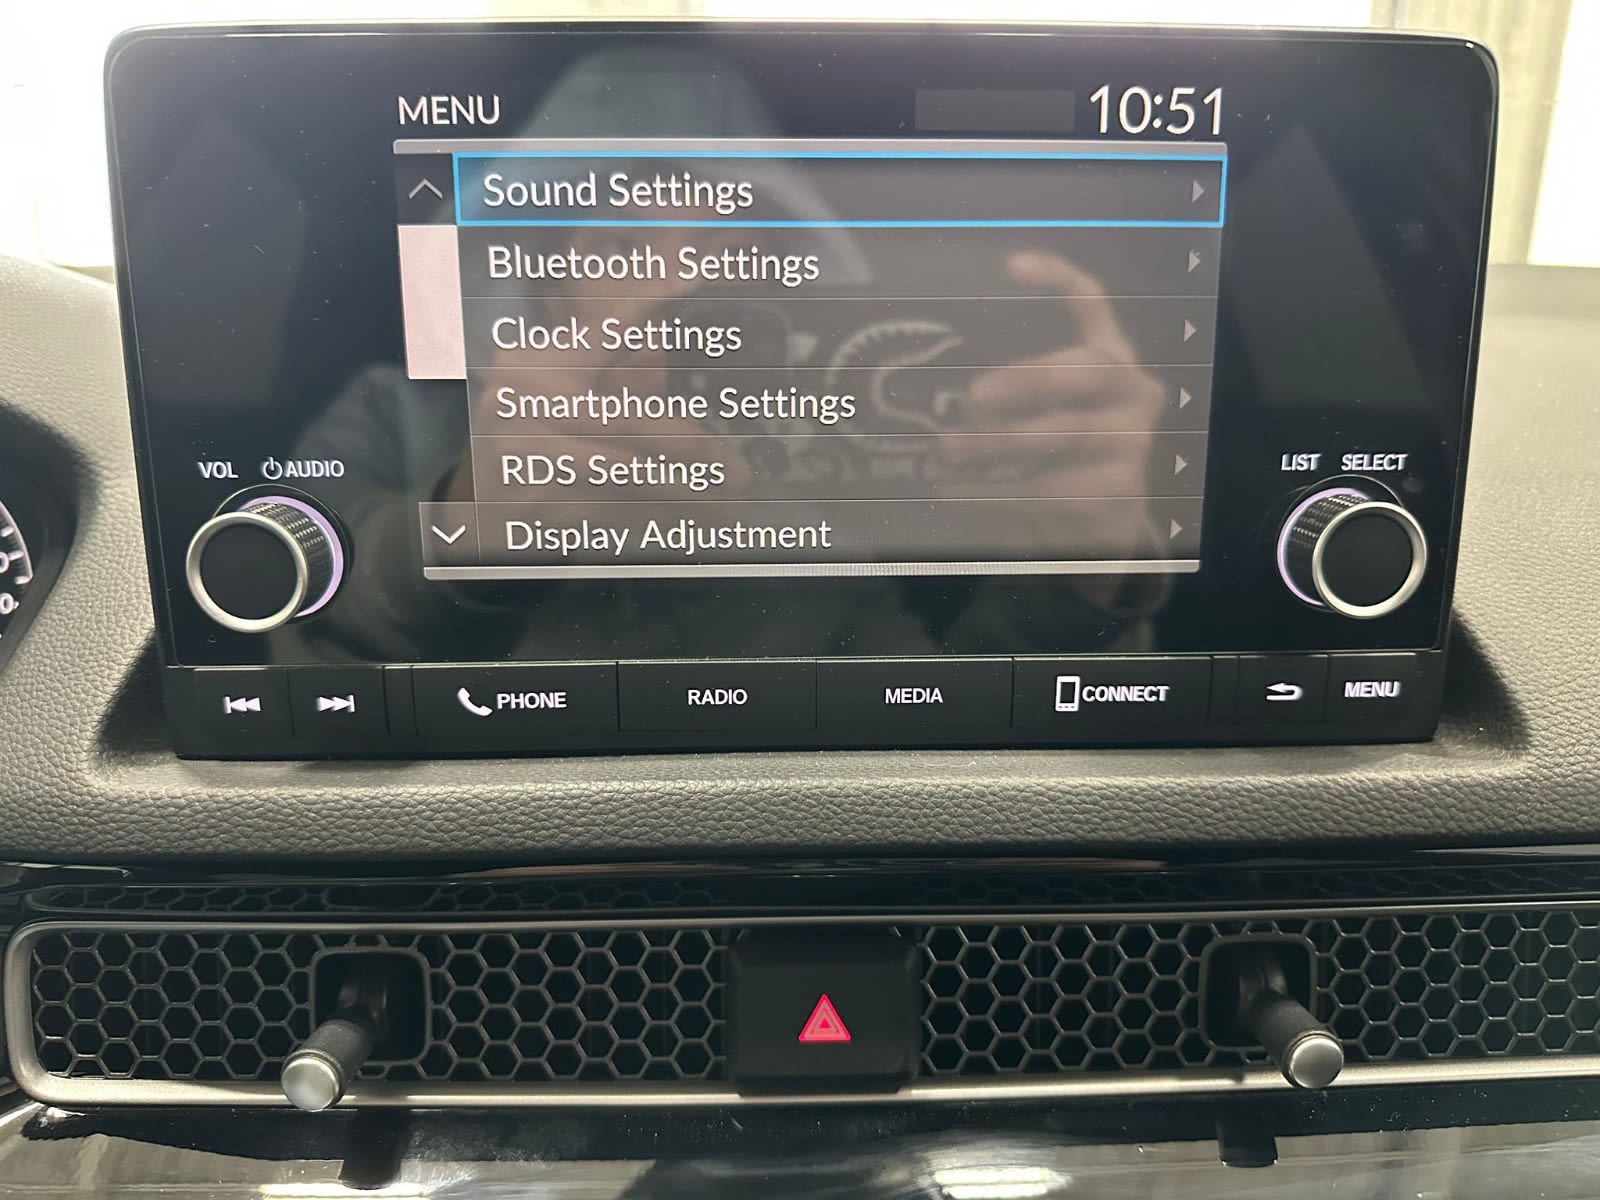 MENU 10:51
Sound Settings
Bluetooth Settings
Clock Settings
Smartphone Settings
RDS Settings
Display Adjustment
VOL AUDIO
LIST SELECT
PHONE
RADIO
MEDIA
CONNECT
MENU